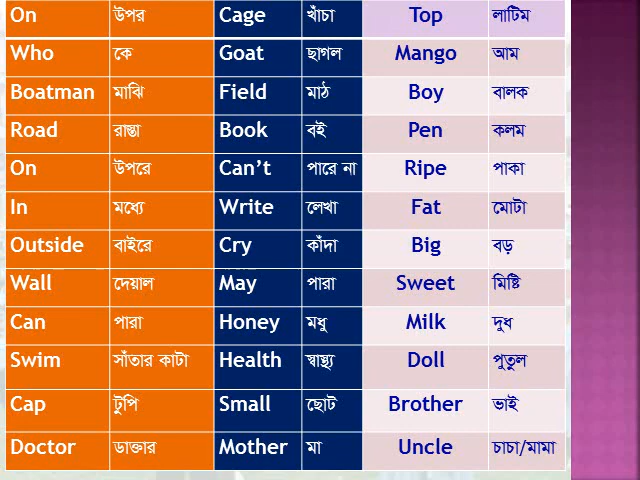 On উপর Cage খাঁচা Top লাটিম
Who কে Goat ছাগল Mango আম
Boatman মাঝি Field মাঠ Boy বালক
Road রাস্তা Book বই Pen কলম
On উপরে Can't পারে না Ripe পাকা
In মধ্যে Write লেখা Fat মোটা
Outside বাইরে Cry কাঁদা Big বড়
Wall দেয়াল May পারা Sweet মিষ্টি
Can পারা Honey মধু Milk দুধ
Swim সাঁতার কাটা Health স্বাস্থ্য Doll পুতুল
Cap টুপি Small ছোট Brother ভাই
Doctor ডাক্তার Mother মা Uncle চাচা/মামা